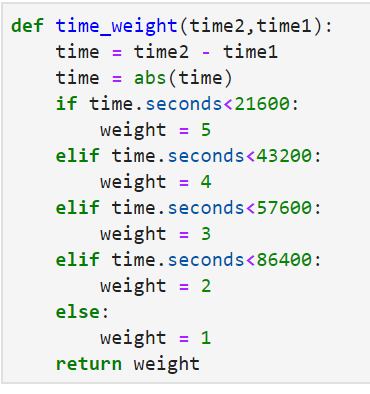 def time_weight(time2,time1):
    time = time2 - time1
    time = abs(time)
    if time.seconds<21600:
        weight = 5
    elif time.seconds<43200:
        weight = 4
    elif time.seconds<57600:
        weight = 3
    elif time.seconds<86400:
        weight = 2
    else:
        weight = 1
    return weight